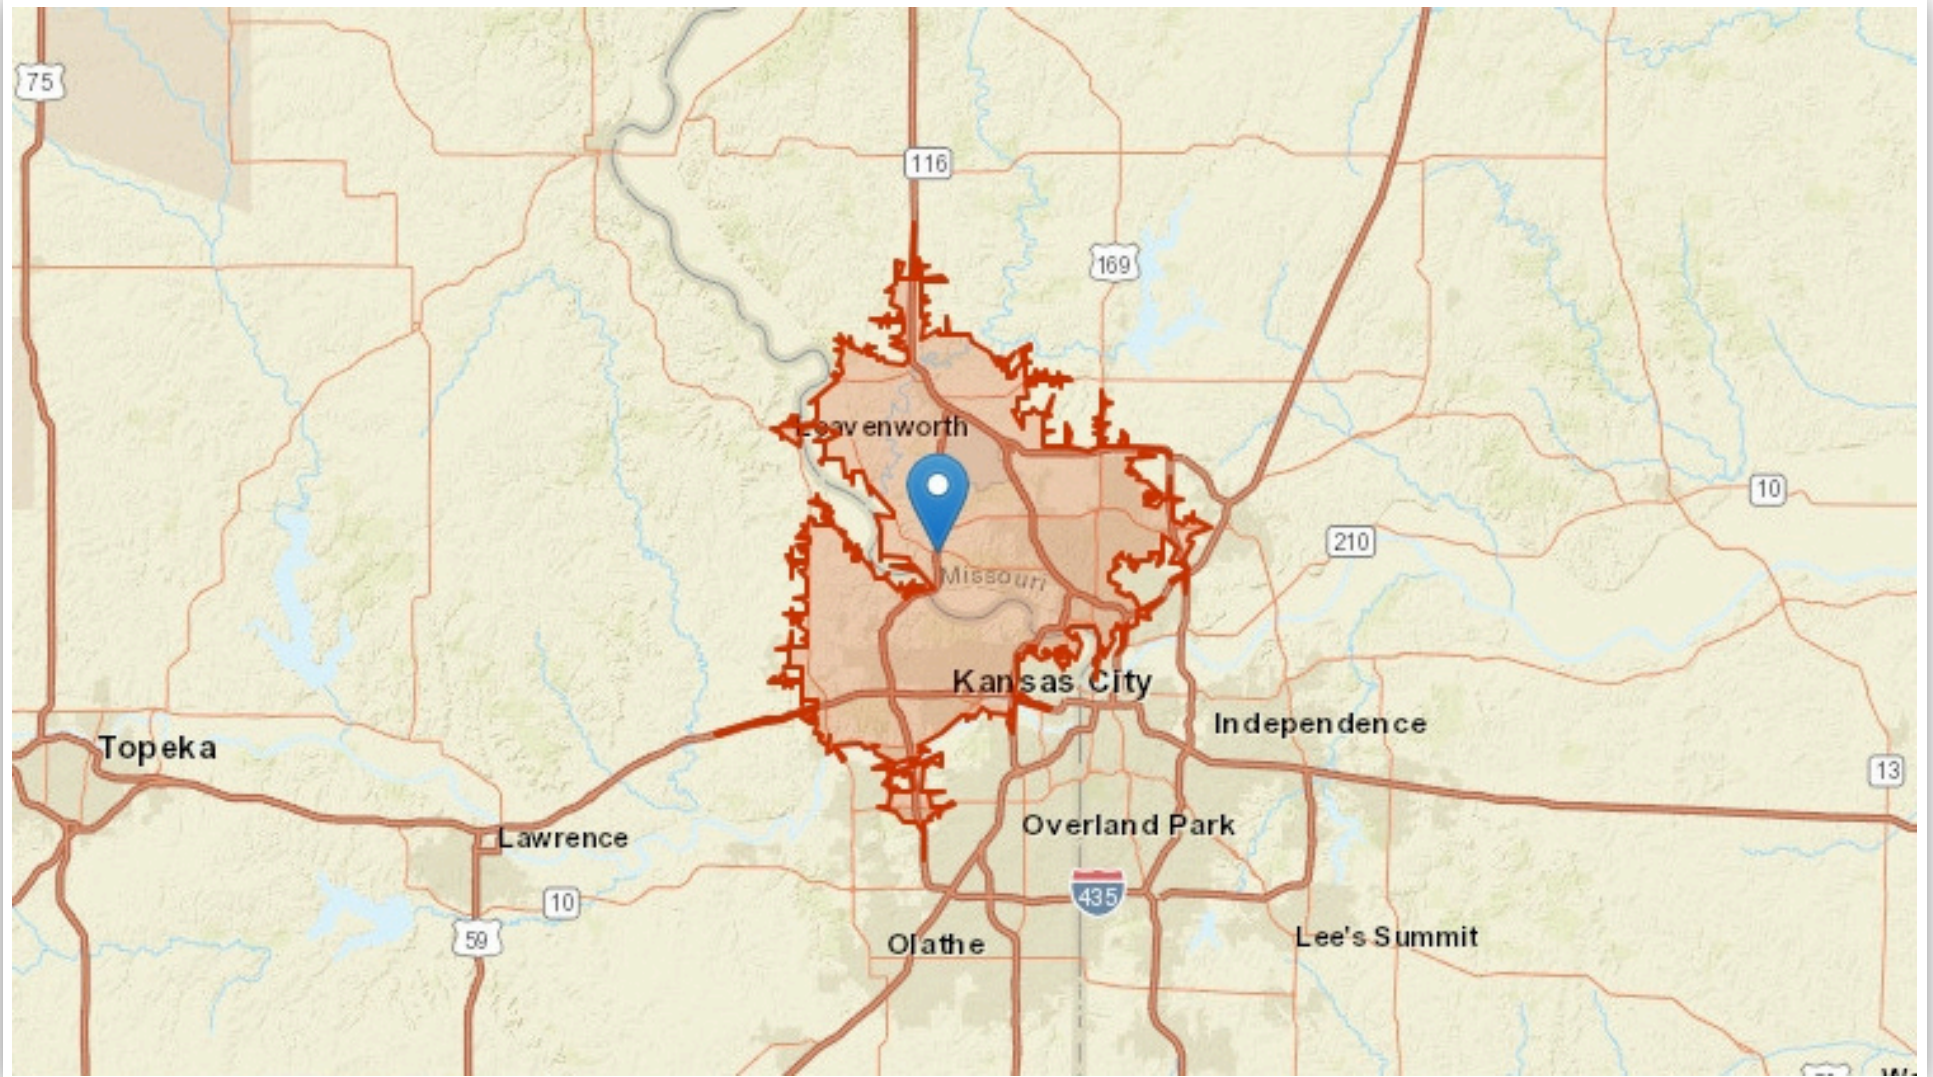 75
116
169
Leavenworth
10
210
Missouri
Kansas City
Independence
Topeka
13
Overland Park
Lawrence
435
10
59
Olathe
Lee's Summit